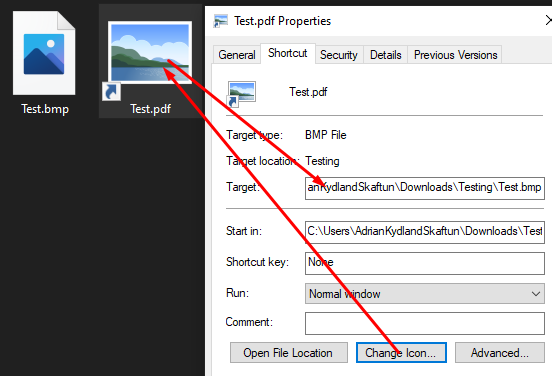 Test.bmp
Test.pdf
Test.pdf Properties
General Shortcut Security Details Previous Versions
Test.pdf
Target type: BMP File
Target location: Testing
Target: anKydlandSkaftun\Downloads\Testing\Test.bmp
Start in: C:\Users\AdrianKydlandSkaftun\Downloads\Test
Shortcut key: None
Run: Normal window
Comment:
Open File Location Change Icon... Advanced...